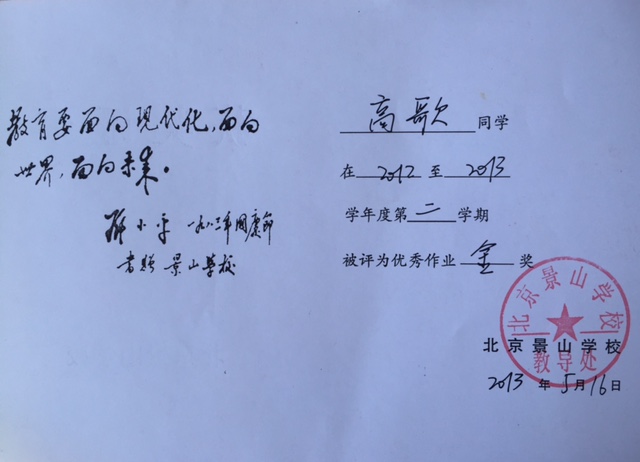 教育要面向现代化,面向
世界,面向未来。
邓小平 一九八三年国庆节
书赠 景山学校
高歌 同学
在 2012 至 2013
学年度第 二 学期
被评为优秀作业 金 奖
北京景山学校
教导处
北京景山学校
2013 年 5 月 16 日